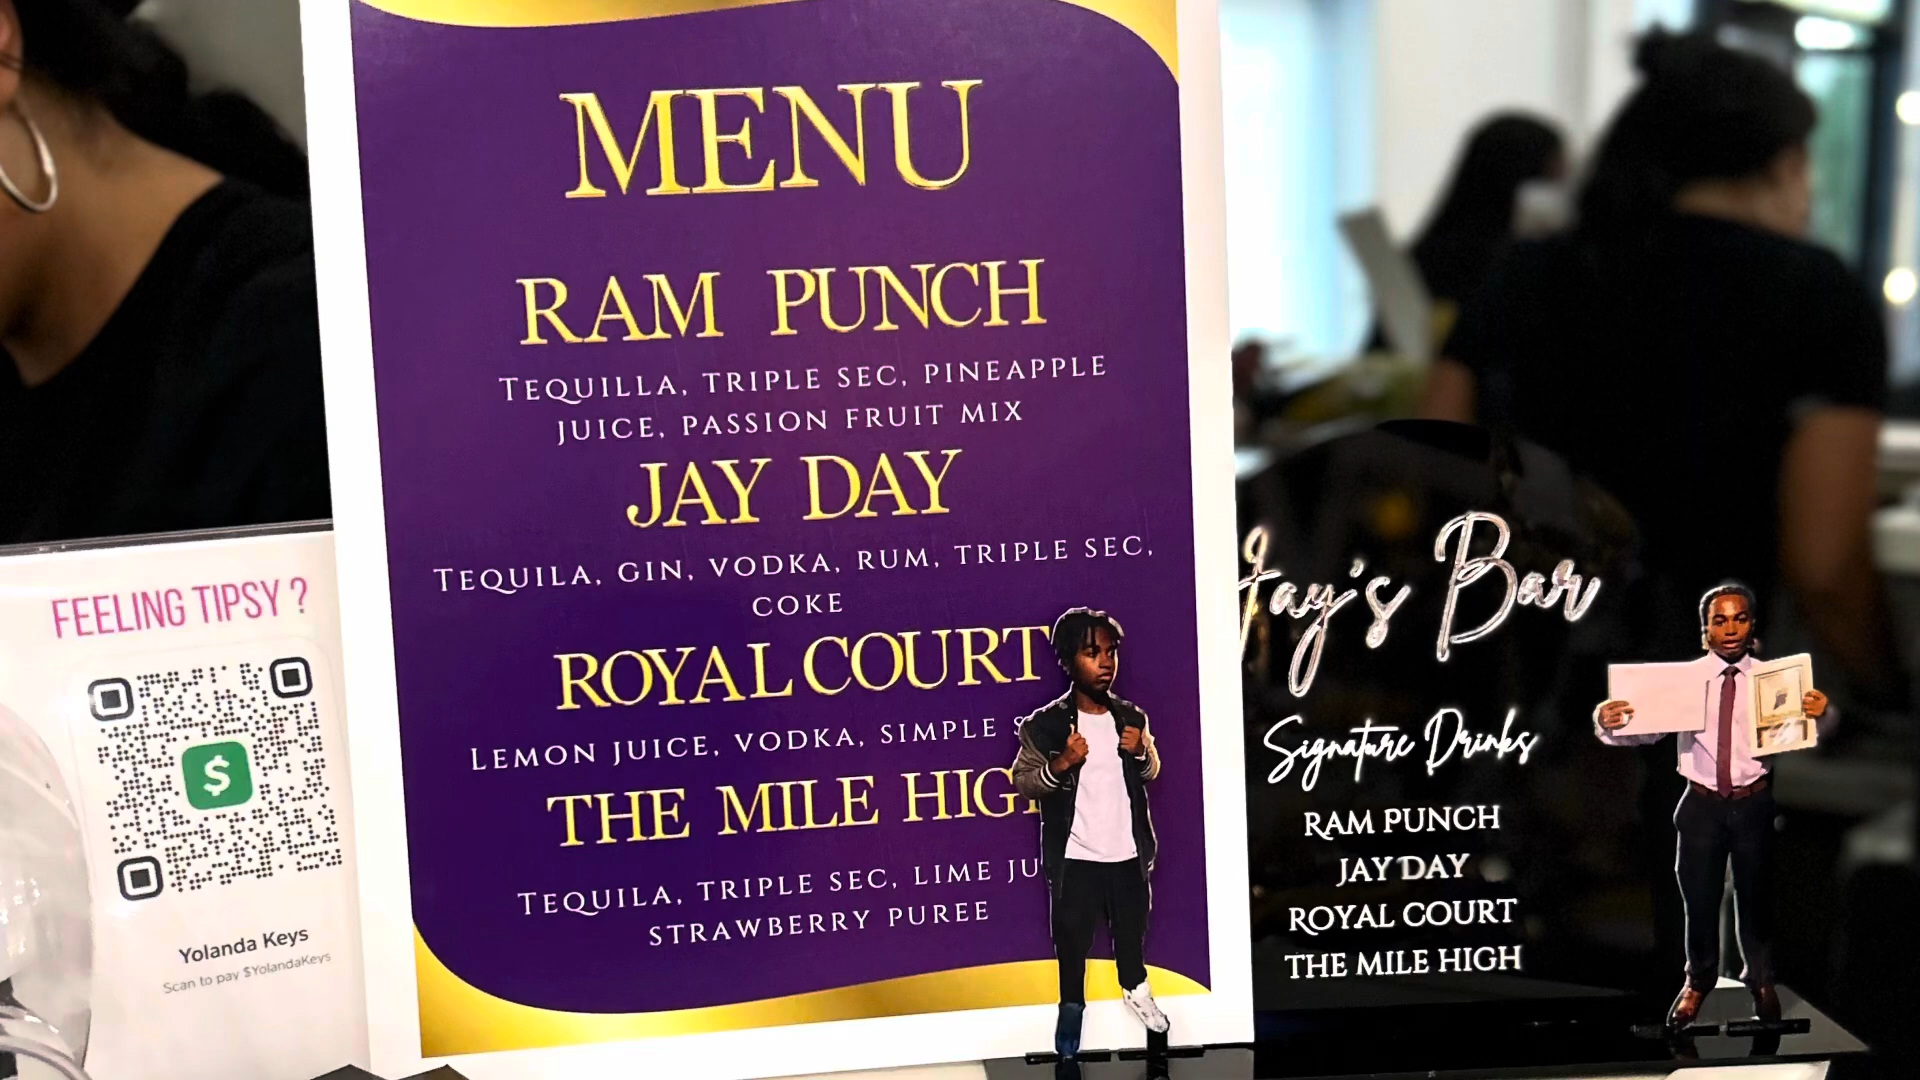 MENU
RAM PUNCH
TEQUILLA, TRIPLE SEC, PINEAPPLE
JUICE, PASSION FRUIT MIX
JAY DAY
TEQUILA, GIN, VODKA, RUM, TRIPLE SEC,
COKE
ROYAL COURT
LEMON JUICE, VODKA, SIMPLE
THE MILE HIGH
TEQUILA, TRIPLE SEC, LIME
STRAWBERRY PUREE
FEELING TIPSY ?
$
Yolanda Keys
Scan to pay $YolandaKeys
Jay's Bar
Signature Drinks
RAM PUNCH
JAY DAY
ROYAL COURT
THE MILE HIGH